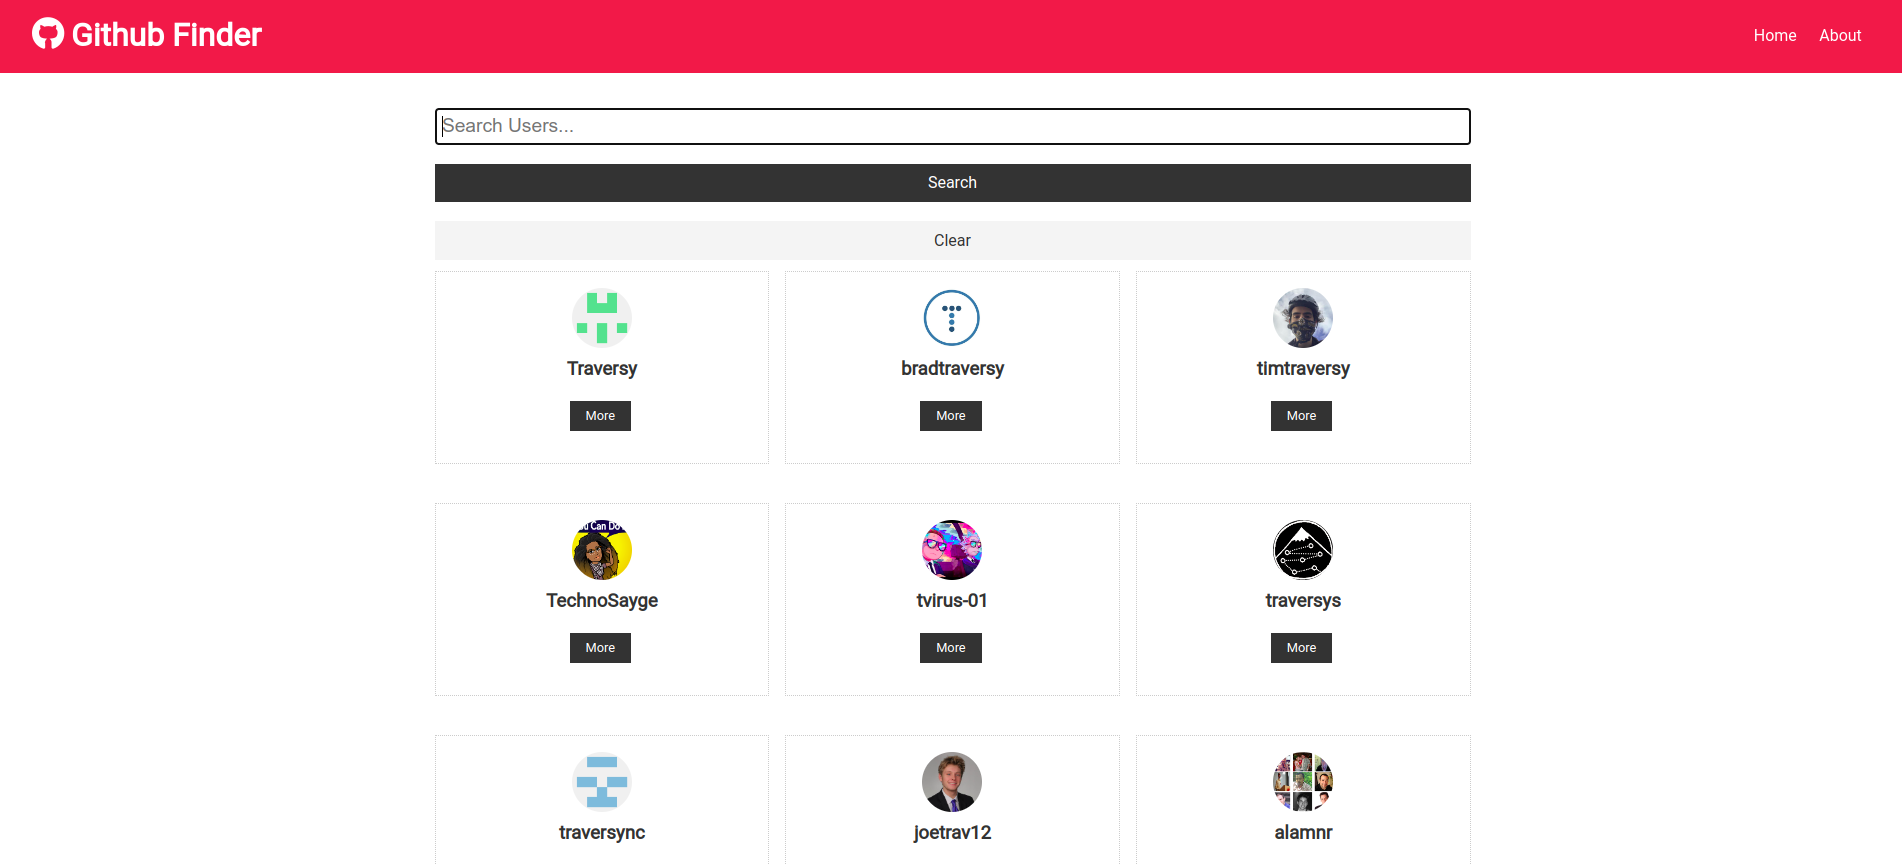 Github Finder
Home About
Search Users...
Search
Clear
Traversy bradtraversy timtraversy
More More More
You Can Do
TechnoSayge tvirus-01 traversys
More More More
traversync joetrav12 alamnr